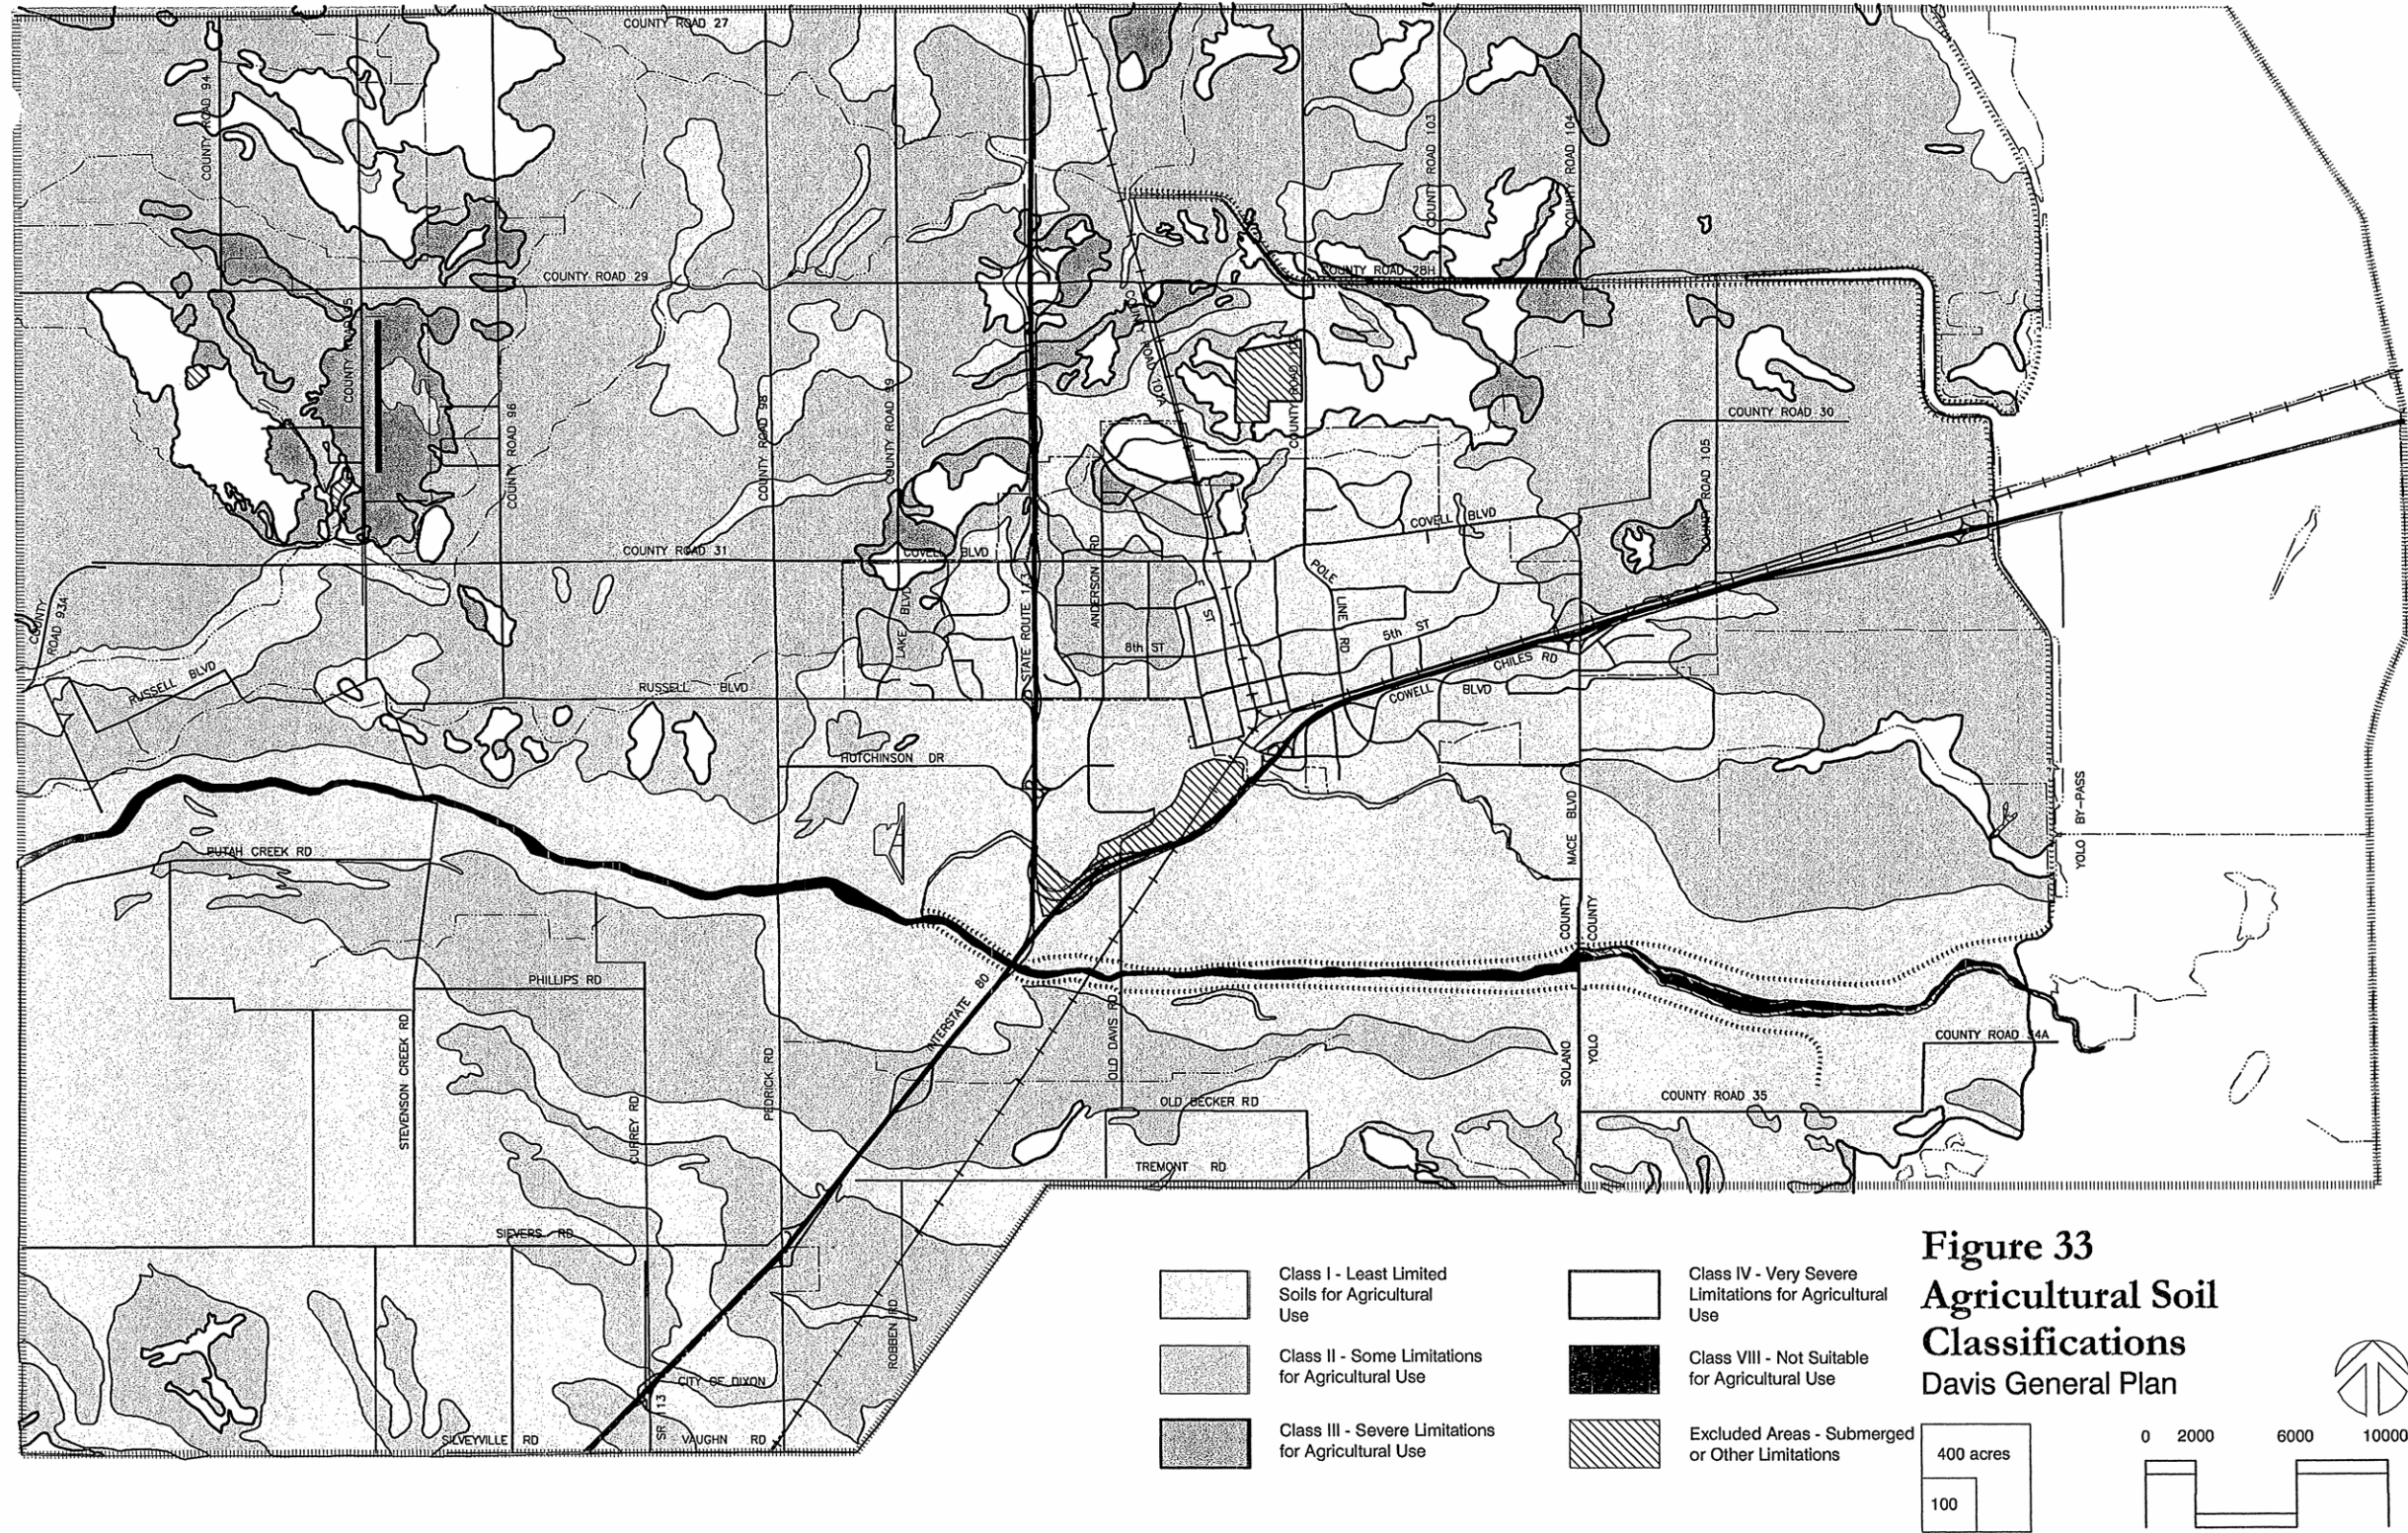 COUNTY ROAD 27
COUNTY ROAD 94
COUNTY ROAD 103
COUNTY ROAD 104
COUNTY ROAD 29
COUNTY ROAD 28H
COUNTY ROAD 95
COUNTY ROAD 96
COUNTY ROAD 98
COUNTY ROAD 99
COUNTY ROAD 101A
COUNTY ROAD
COUNTY ROAD 30
COUNTY ROAD 105
COUNTY ROAD 31
COVELL BLVD
COVELL BLVD
COUNTY
ROAD 93A
LAKE BLVD
STATE ROUTE 113
ANDERSON RD
F ST
POLE LINE RD
8th ST
5th ST
CHILES RD
COWELL BLVD
RUSSELL BLVD
RUSSELL BLVD
HUTCHINSON DR
MACE BLVD
YOLO BY-PASS
PUTAH CREEK RD
COUNTY
COUNTY
PHILLIPS RD
INTERSTATE 80
OLD DAVIS RD
STEVENSON CREEK RD
CURREY RD
PEDRICK RD
SOLANO
YOLO
COUNTY ROAD 34A
COUNTY ROAD 35
OLD BECKER RD
TREMONT RD
SIEVERS RD
ROBBEN RD
CITY OF DIXON
SR 113
SILVEYVILLE RD
VAUGHN RD
Class I - Least Limited
Soils for Agricultural
Use
Class II - Some Limitations
for Agricultural Use
Class III - Severe Limitations
for Agricultural Use
Class IV - Very Severe
Limitations for Agricultural
Use
Class VIII - Not Suitable
for Agricultural Use
Excluded Areas - Submerged
or Other Limitations
Figure 33
Agricultural Soil
Classifications
Davis General Plan
400 acres
100
0 2000 6000 10000